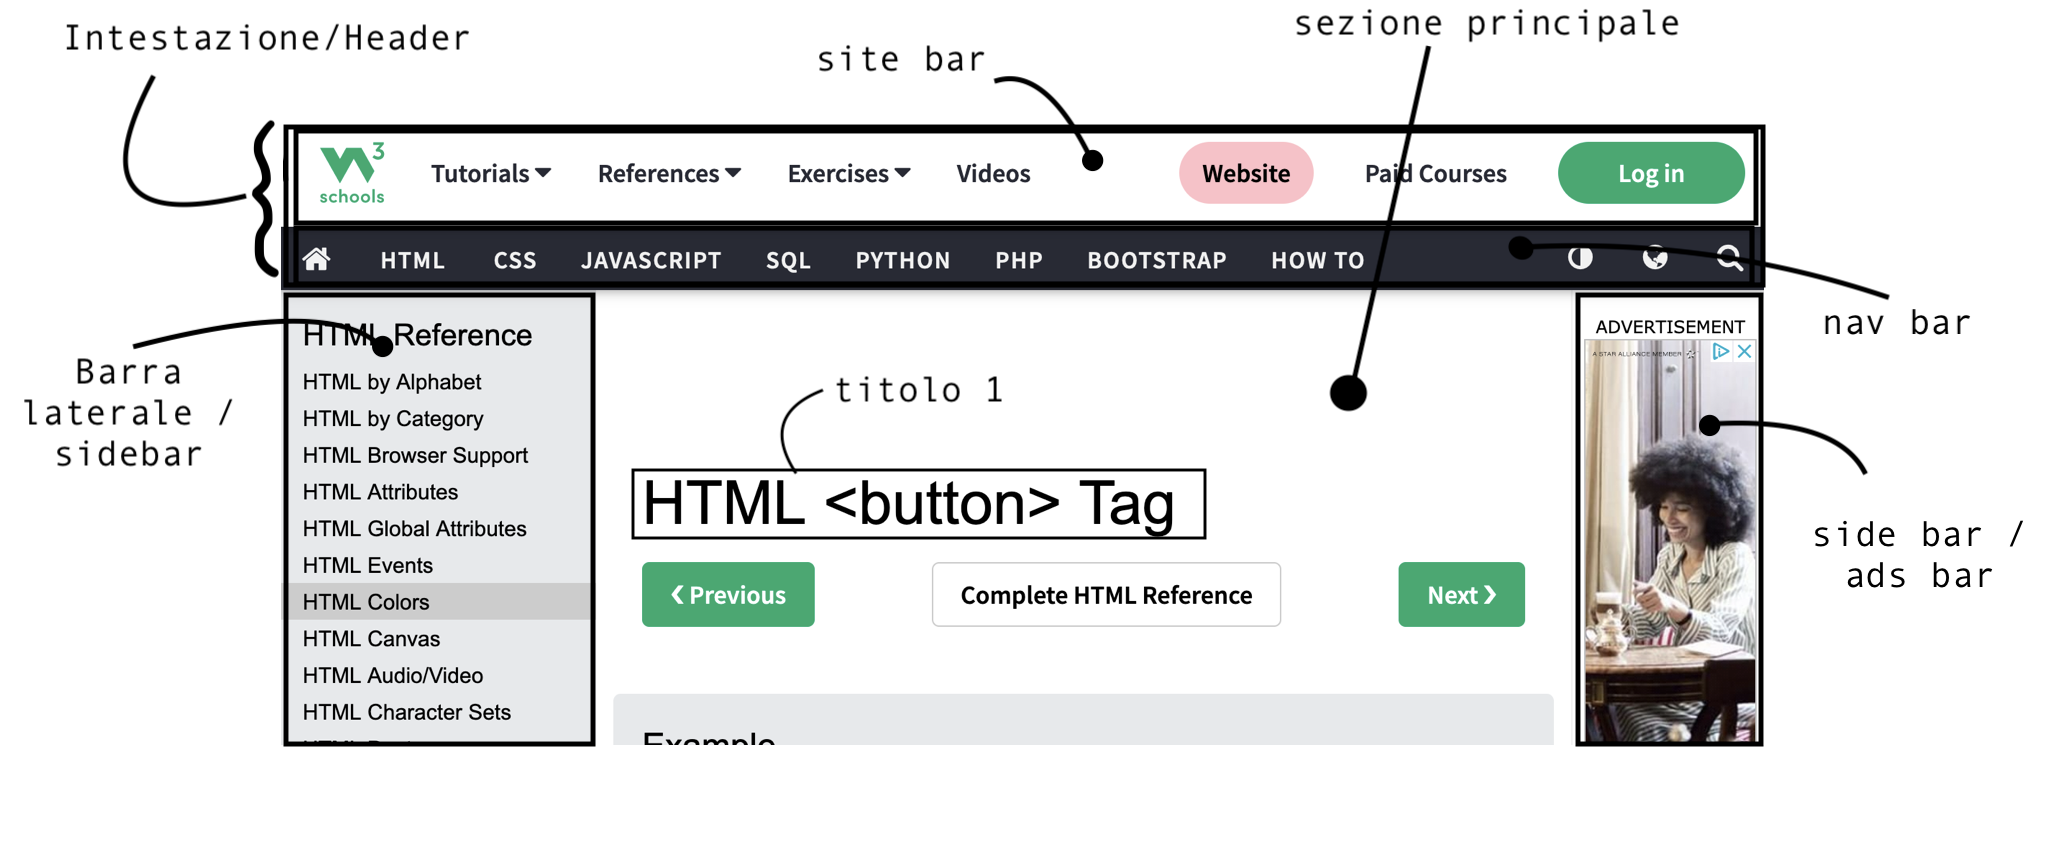 Intestazione/Header
site bar
sezione principale
3
schools
Tutorials
References
Exercises
Videos
Website
Paid Courses
Log in
HTML
CSS
JAVASCRIPT
SQL
PYTHON
PHP
BOOTSTRAP
HOW TO
nav bar
Barra
laterale /
sidebar
HTML Reference
HTML by Alphabet
HTML by Category
HTML Browser Support
HTML Attributes
HTML Global Attributes
HTML Events
HTML Colors
HTML Canvas
HTML Audio/Video
HTML Character Sets
titolo 1
HTML <button> Tag
❮ Previous
Complete HTML Reference
Next ❯
Example
ADVERTISEMENT
A STAR ALLIANCE MEMBER
side bar /
ads bar